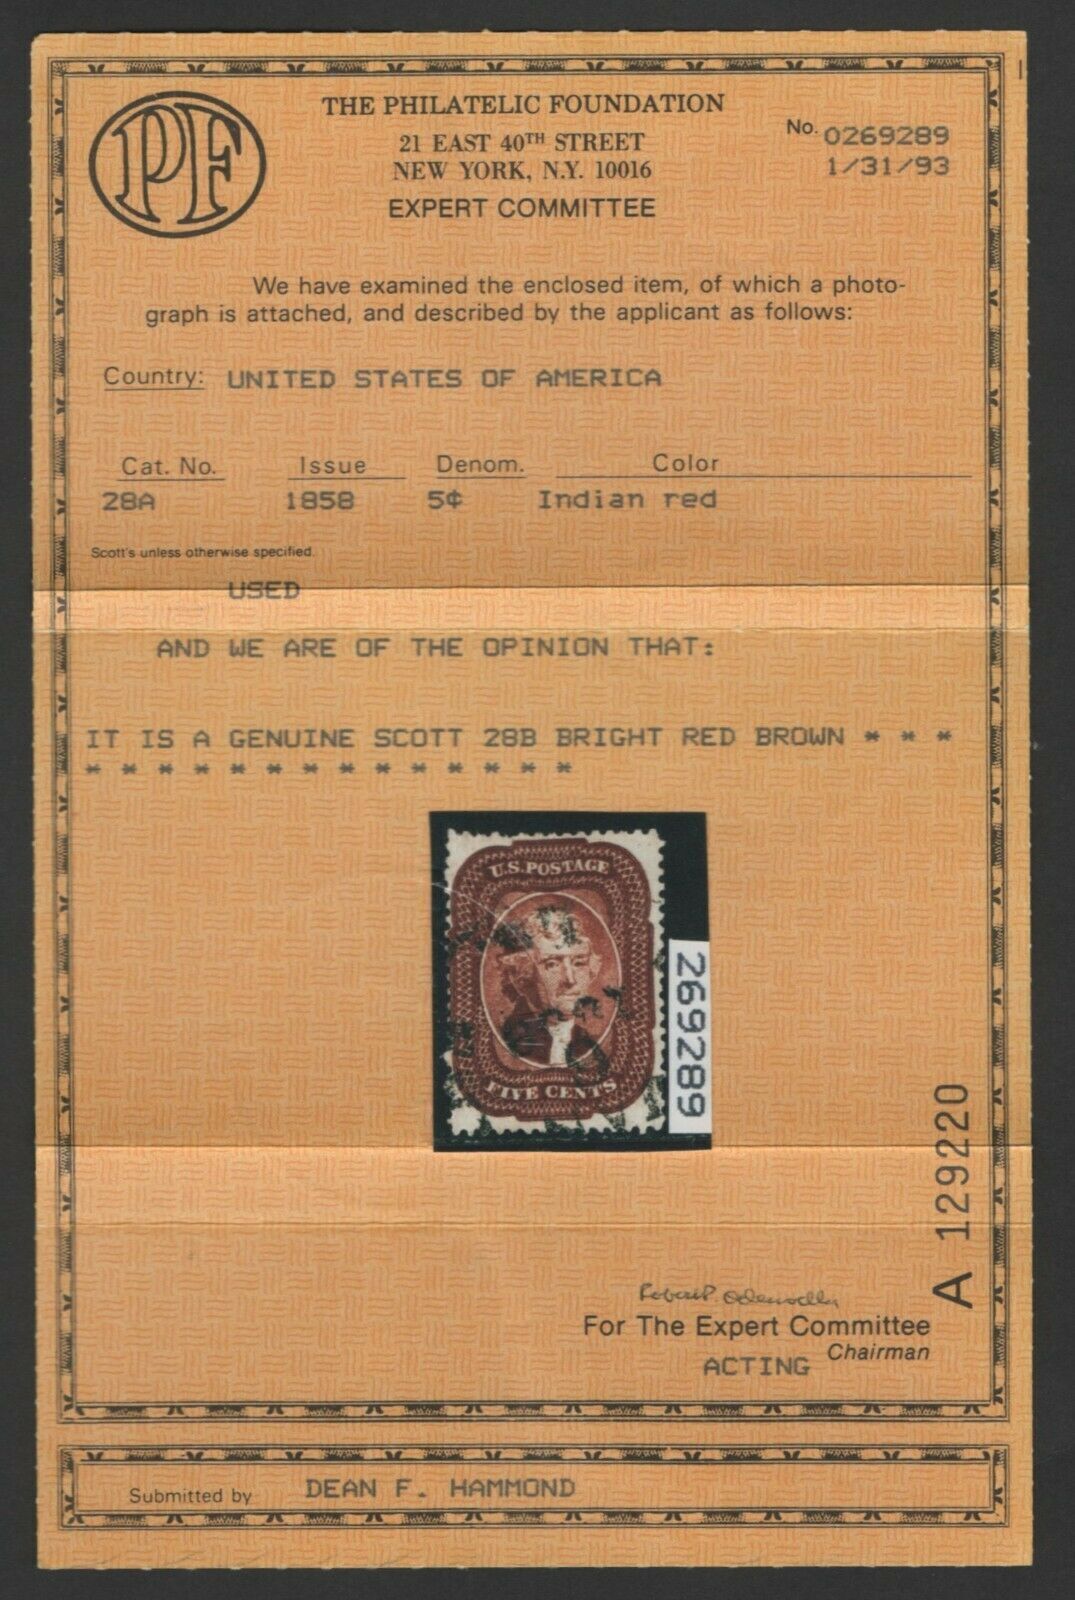 PF
THE PHILATELIC FOUNDATION
21 EAST 40TH STREET
NEW YORK, N.Y. 10016
EXPERT COMMITTEE
No. 0269289
1/31/93
We have examined the enclosed item, of which a photo-
graph is attached, and described by the applicant as follows:
Country: UNITED STATES OF AMERICA
Cat. No. Issue Denom. Color
28A 1858 5¢ Indian red
Scott's unless otherwise specified.
USED
AND WE ARE OF THE OPINION THAT:
IT IS A GENUINE SCOTT 28B BRIGHT RED BROWN * * *
* * * * * * * * * * * * * *
U.S. POSTAGE
FIVE CENTS
269289
A 129220
For The Expert Committee
Chairman
ACTING
Submitted by DEAN F. HAMMOND